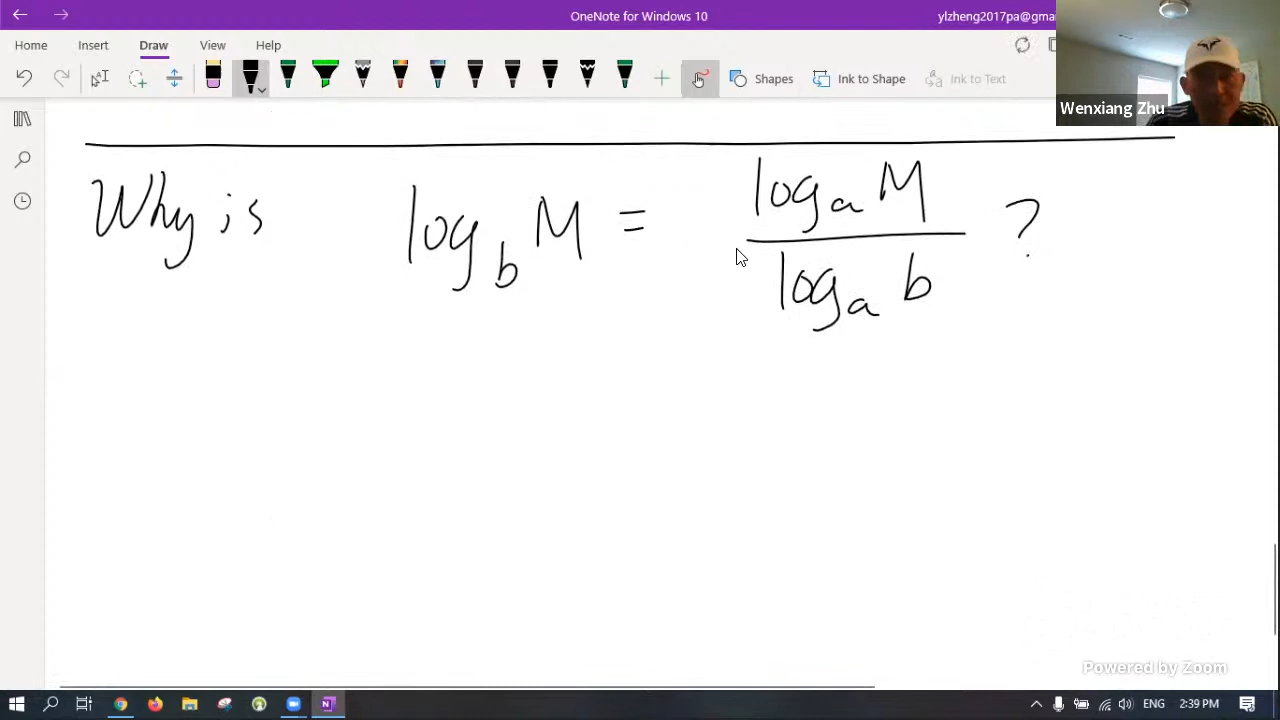 OneNote for Windows 10
ylzheng2017pa@gma
Home Insert Draw View Help
Shapes Ink to Shape Ink to Text
Wenxiang Zhu
Why is log_b M = log_a M / log_a b ?
Powered by Zoom
ENG 2:39 PM